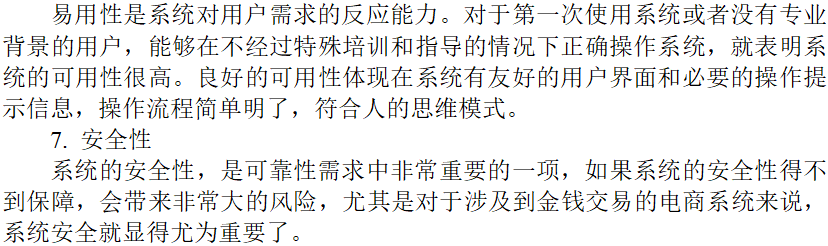 易用性是系统对用户需求的反应能力。对于第一次使用系统或者没有专业
背景的用户，能够在不经过特殊培训和指导的情况下正确操作系统，就表明系
统的可用性很高。良好的可用性体现在系统有友好的用户界面和必要的操作提
示信息，操作流程简单明了，符合人的思维模式。
7. 安全性
系统的安全性，是可靠性需求中非常重要的一项，如果系统的安全性得不
到保障，会带来非常大的风险，尤其是对于涉及到金钱交易的电商系统来说，
系统安全就显得尤为重要了。